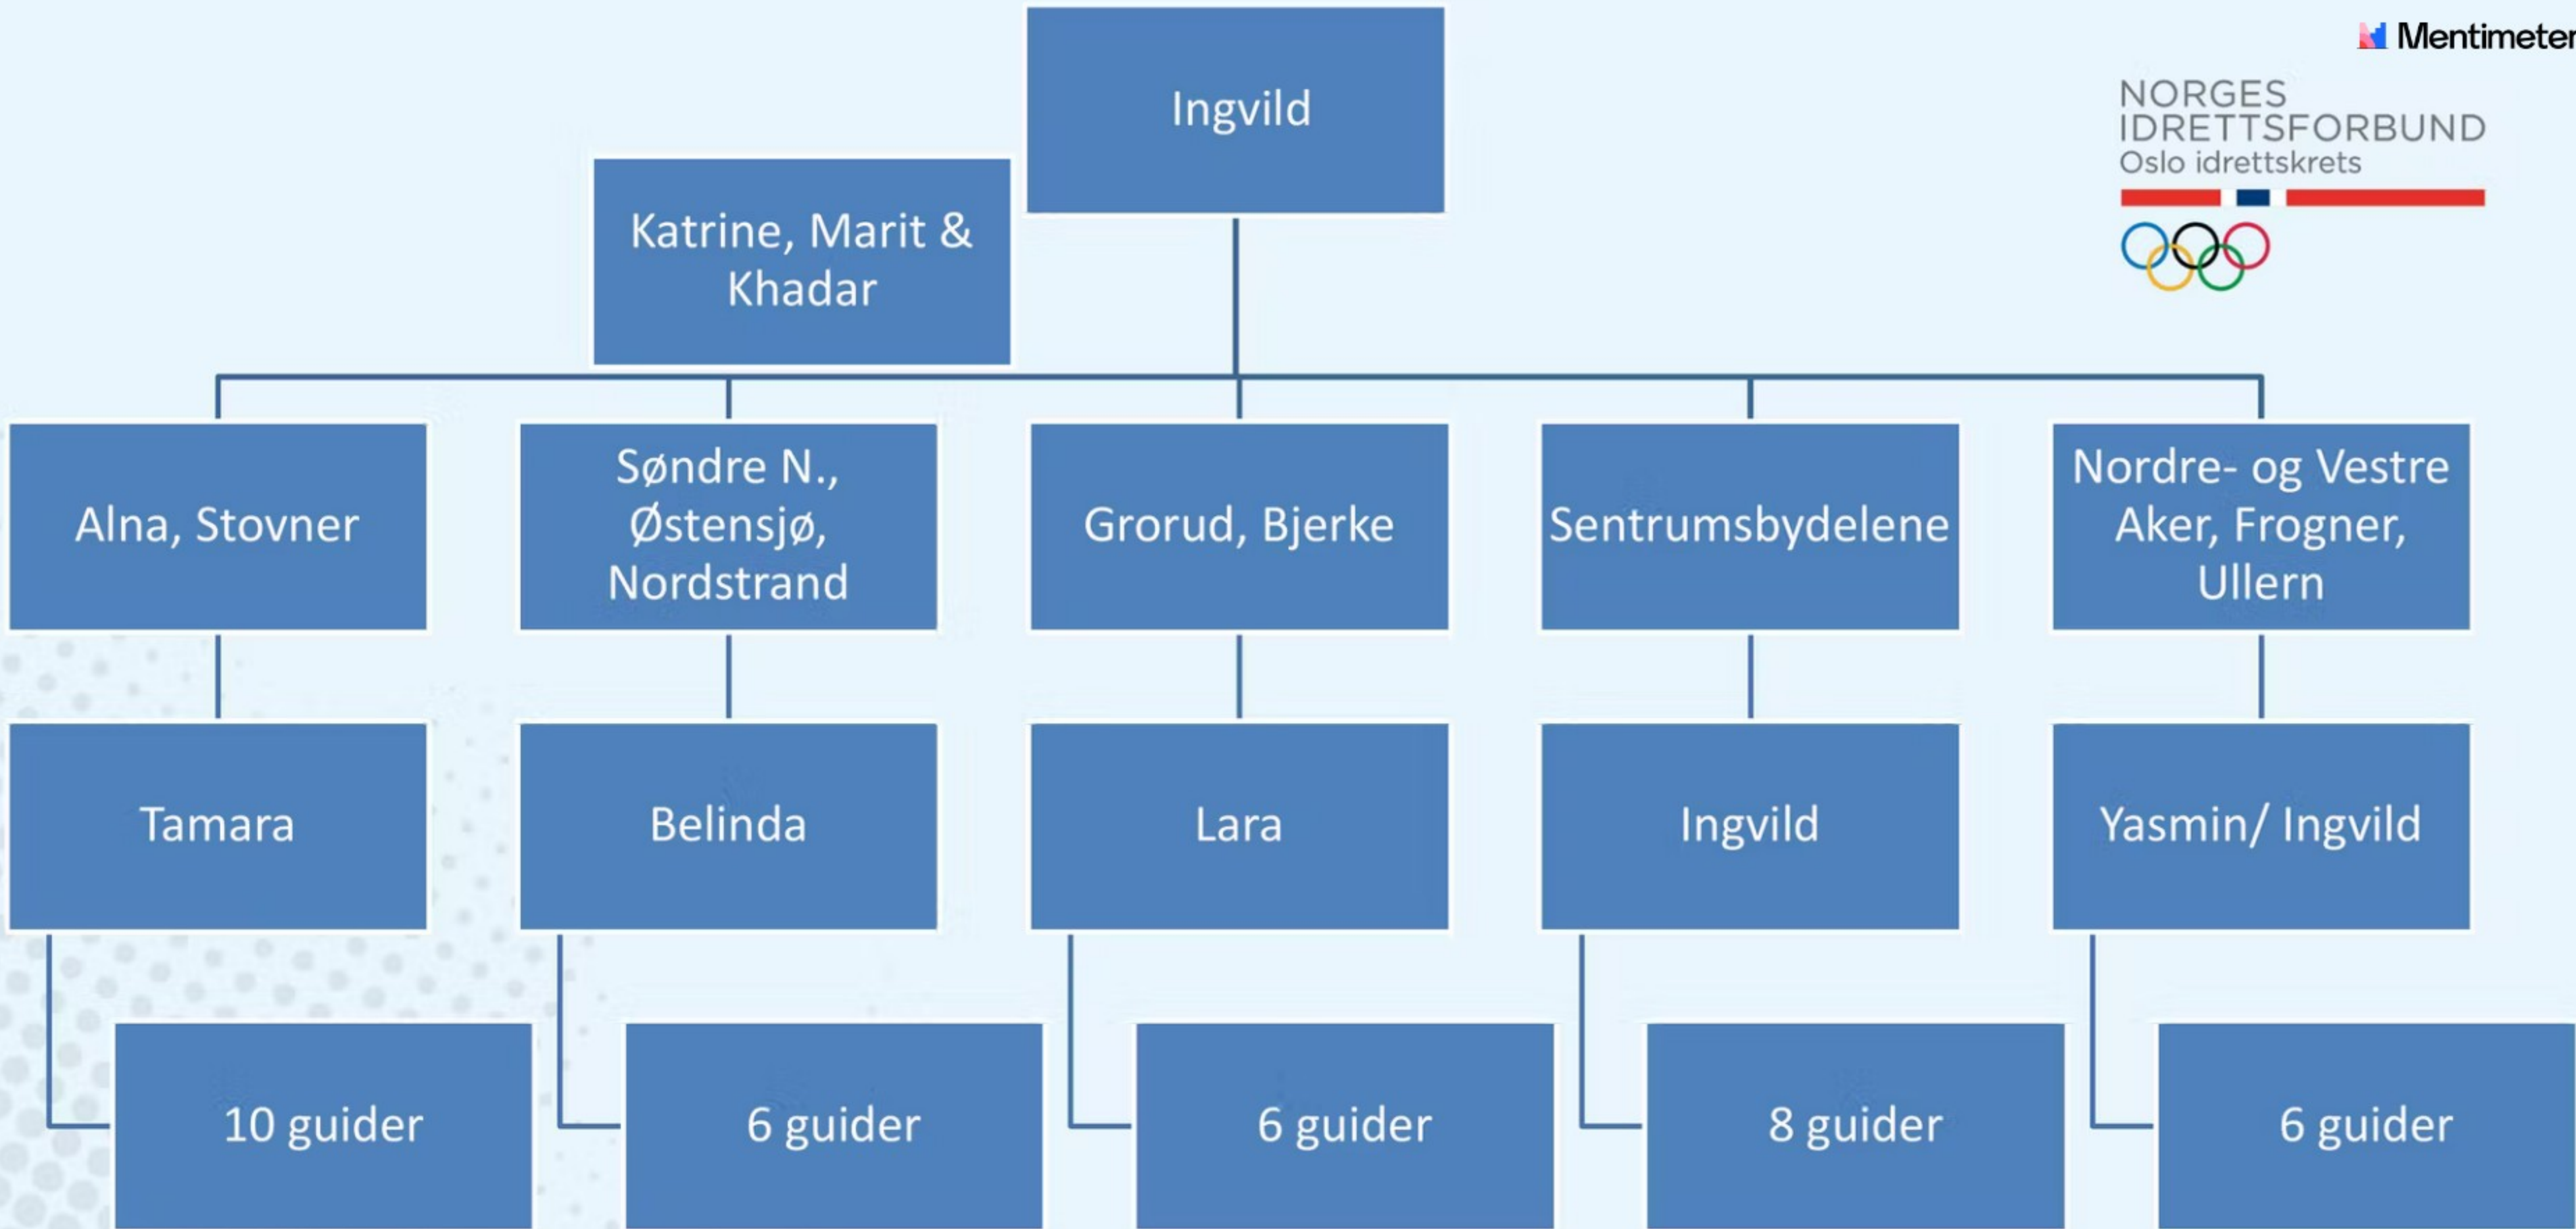 Mentimeter
NORGES
IDRETTSFORBUND
Oslo idrettskrets
Ingvild
Katrine, Marit &
Khadar
Alna, Stovner
Søndre N.,
Østensjø,
Nordstrand
Grorud, Bjerke
Sentrumsbydelene
Nordre- og Vestre
Aker, Frogner,
Ullern
Tamara
Belinda
Lara
Ingvild
Yasmin/ Ingvild
10 guider
6 guider
6 guider
8 guider
6 guider